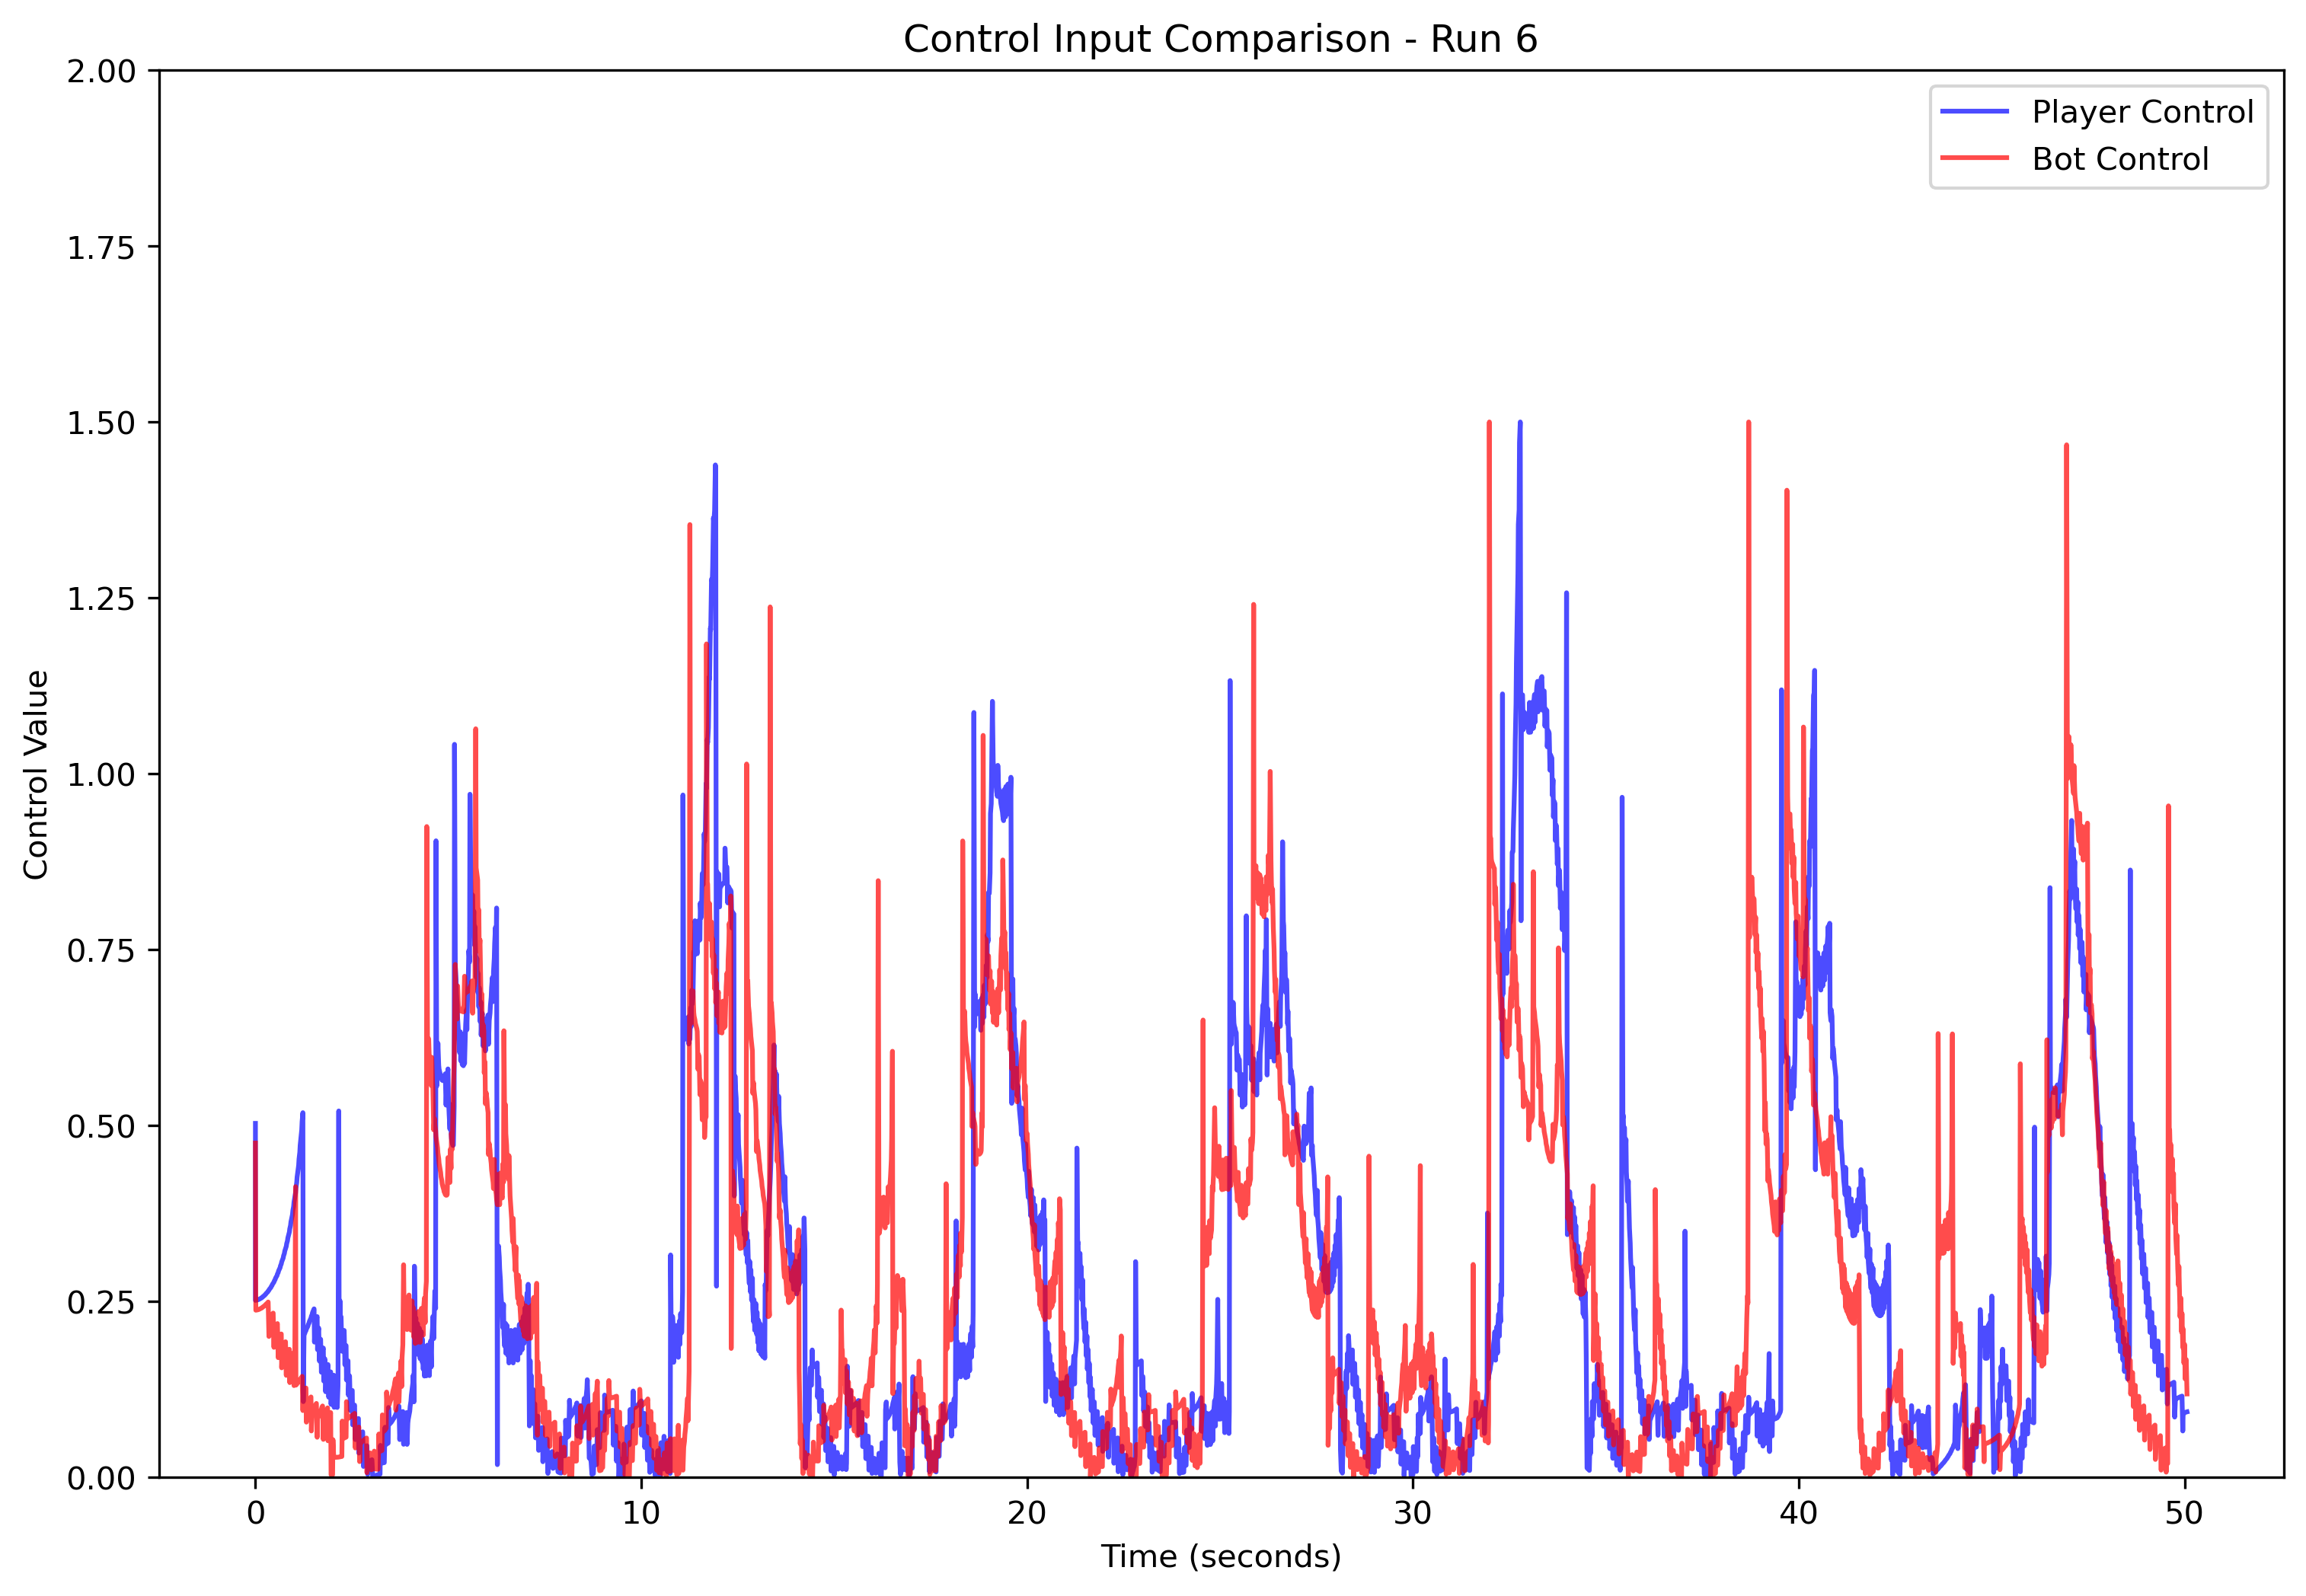 Control Input Comparison - Run 6
Player Control
Bot Control
2.00
1.75
1.50
1.25
1.00
0.75
0.50
0.25
0.00
Control Value
0 10 20 30 40 50
Time (seconds)